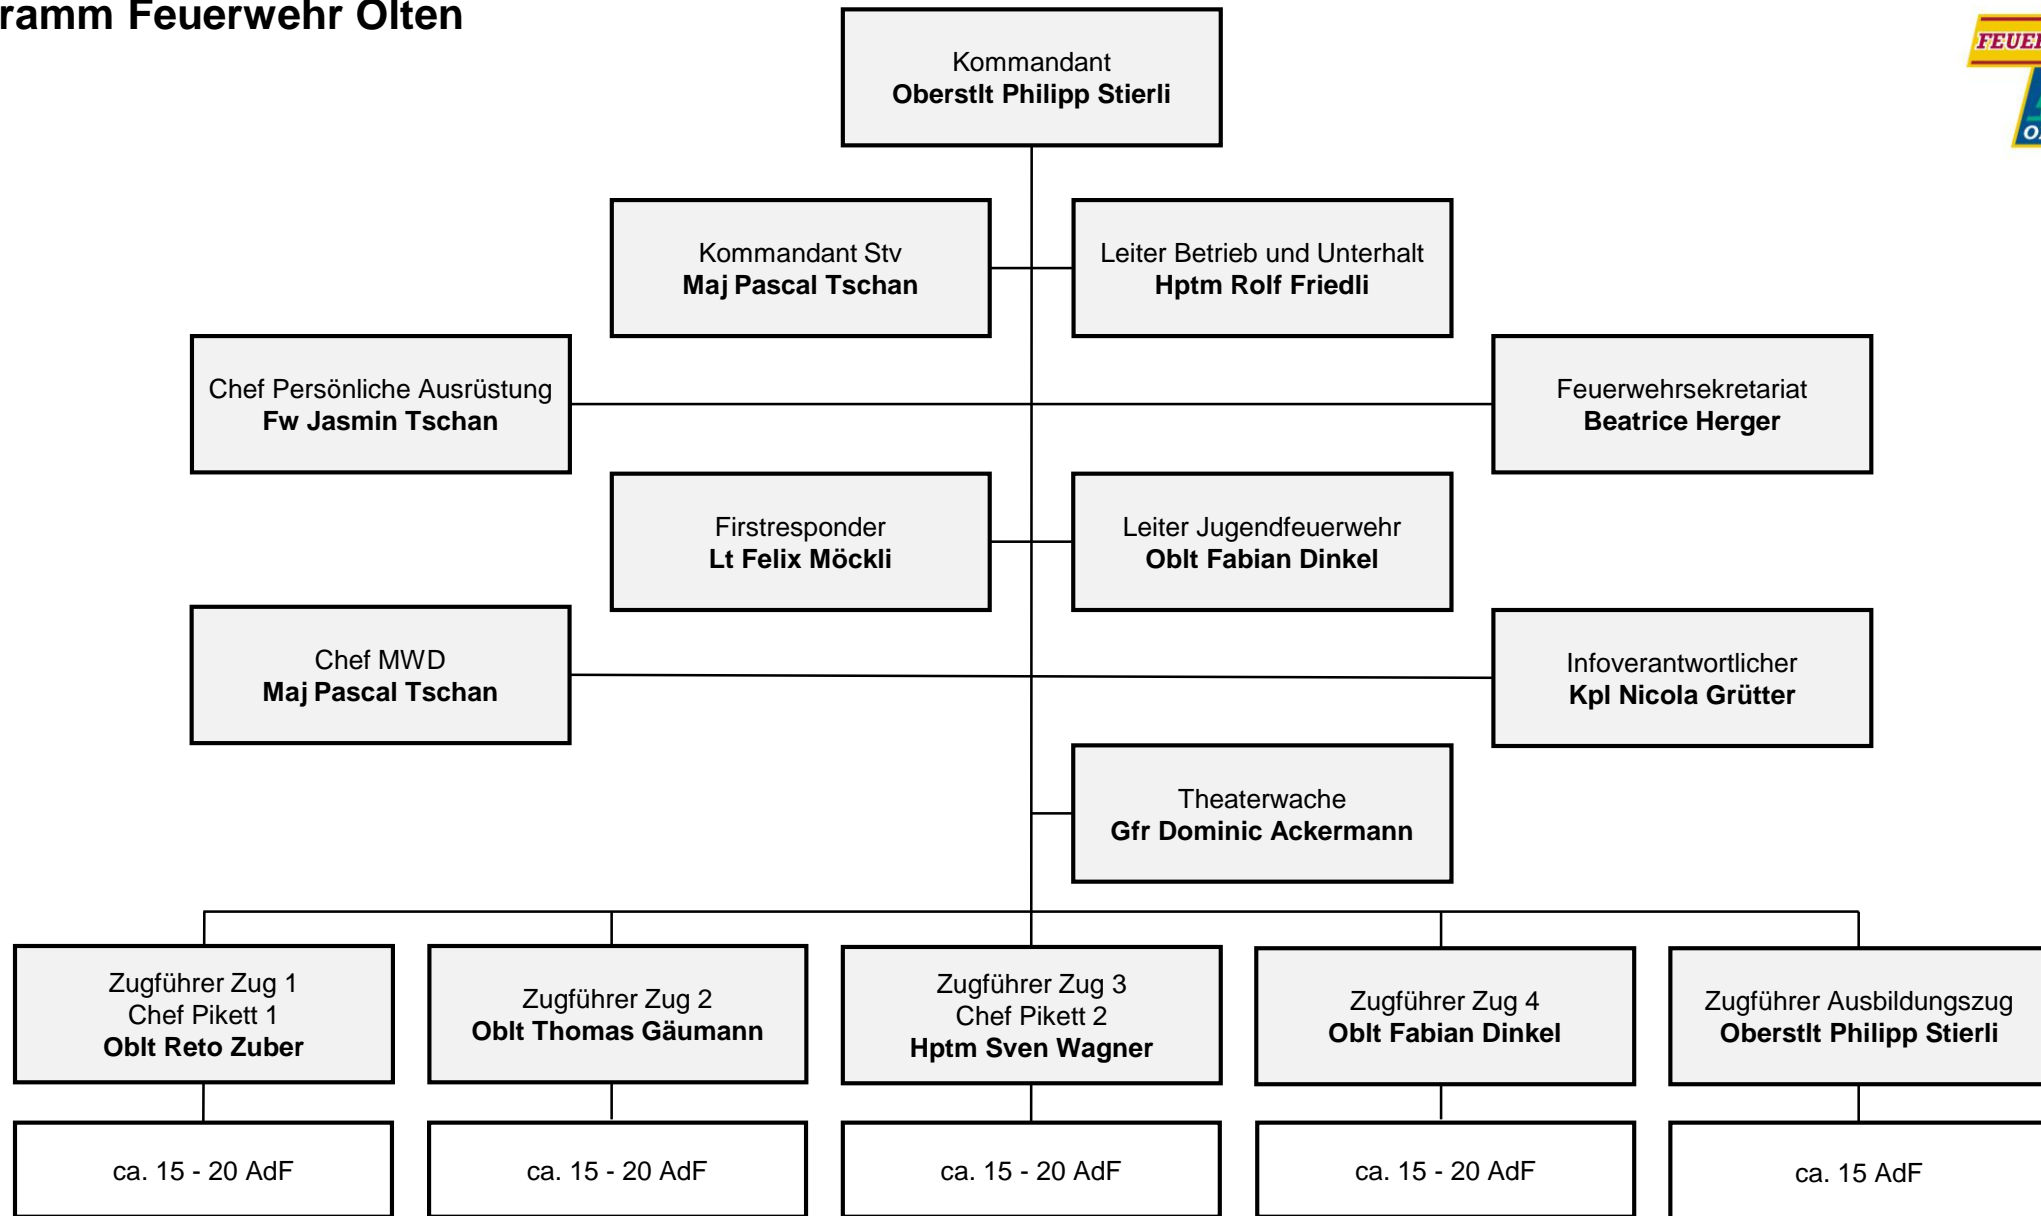 ramm Feuerwehr Olten
Kommandant
Oberstlt Philipp Stierli
Kommandant Stv
Maj Pascal Tschan
Leiter Betrieb und Unterhalt
Hptm Rolf Friedli
Chef Persönliche Ausrüstung
Fw Jasmin Tschan
Feuerwehrsekretariat
Beatrice Herger
Firstresponder
Lt Felix Möckli
Leiter Jugendfeuerwehr
Oblt Fabian Dinkel
Chef MWD
Maj Pascal Tschan
Infoverantwortlicher
Kpl Nicola Grütter
Theaterwache
Gfr Dominic Ackermann
Zugführer Zug 1
Chef Pikett 1
Oblt Reto Zuber
Zugführer Zug 2
Oblt Thomas Gäumann
Zugführer Zug 3
Chef Pikett 2
Hptm Sven Wagner
Zugführer Zug 4
Oblt Fabian Dinkel
Zugführer Ausbildungszug
Oberstlt Philipp Stierli
ca. 15 - 20 AdF
ca. 15 - 20 AdF
ca. 15 - 20 AdF
ca. 15 - 20 AdF
ca. 15 AdF